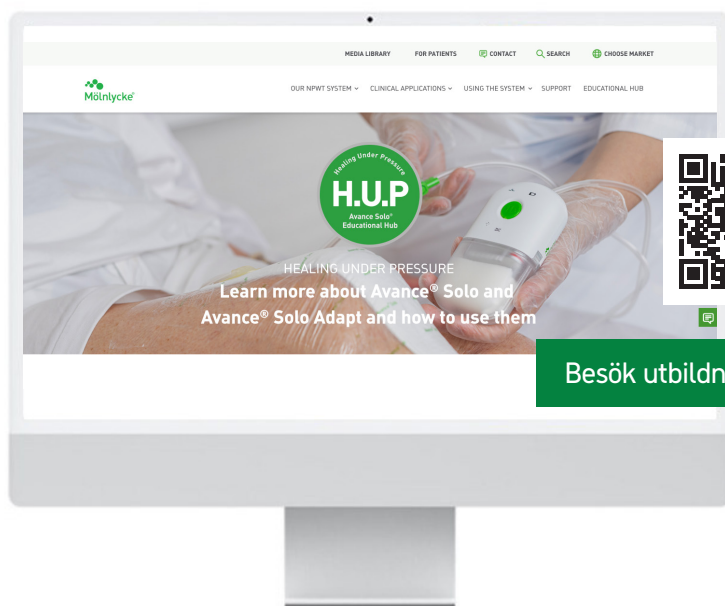 MEDIA LIBRARY FOR PATIENTS CONTACT SEARCH CHOOSE MARKET
Mölnlycke®
OUR NPWT SYSTEM CLINICAL APPLICATIONS USING THE SYSTEM SUPPORT EDUCATIONAL HUB
Healing Under Pressure
H.U.P
Avance Solo®
Educational Hub
HEALING UNDER PRESSURE
Learn more about Avance® Solo and
Avance® Solo Adapt and how to use them
Besök